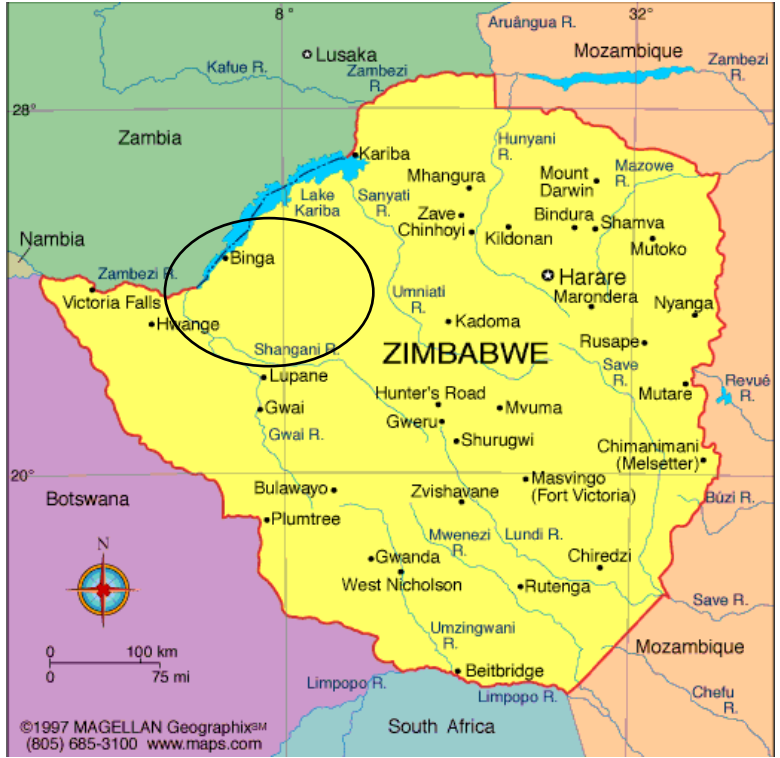 8°
32°
Aruângua R.
Lusaka
Mozambique
Kafue R.
Zambezi
R.
Zambezi
R.
28°
Zambia
Hunyani
R.
Kariba
Mazowe
R.
Mhangura
Mount
Darwin
Lake
Kariba
Sanyati
R.
Zave
Bindura
Shamva
Chinhoyi
Kildonan
Mutoko
Nambia
Binga
Zambezi R.
Harare
Umniati
R.
Marondera
Victoria Falls
Nyanga
Hwange
Kadoma
Shangani R.
ZIMBABWE
Rusape
Save
R.
Lupane
Mutare
Revué
R.
Hunter's Road
Gwai
Mvuma
Gweru
Gwai R.
Shurugwi
Chimanimani
(Melsetter)
20°
Masvingo
(Fort Victoria)
Bulawayo
Zvishavane
Botswana
Búzi R.
Plumtree
Mwenezi
R.
Lundi R.
N
Gwanda
Chiredzi
West Nicholson
Rutenga
Save R.
Umzingwani
R.
Mozambique
0 100 km
0 75 mi
Beitbridge
Limpopo R.
Limpopo R.
Chefu
R.
South Africa
©1997 MAGELLAN Geographix℠
(805) 685-3100 www.maps.com